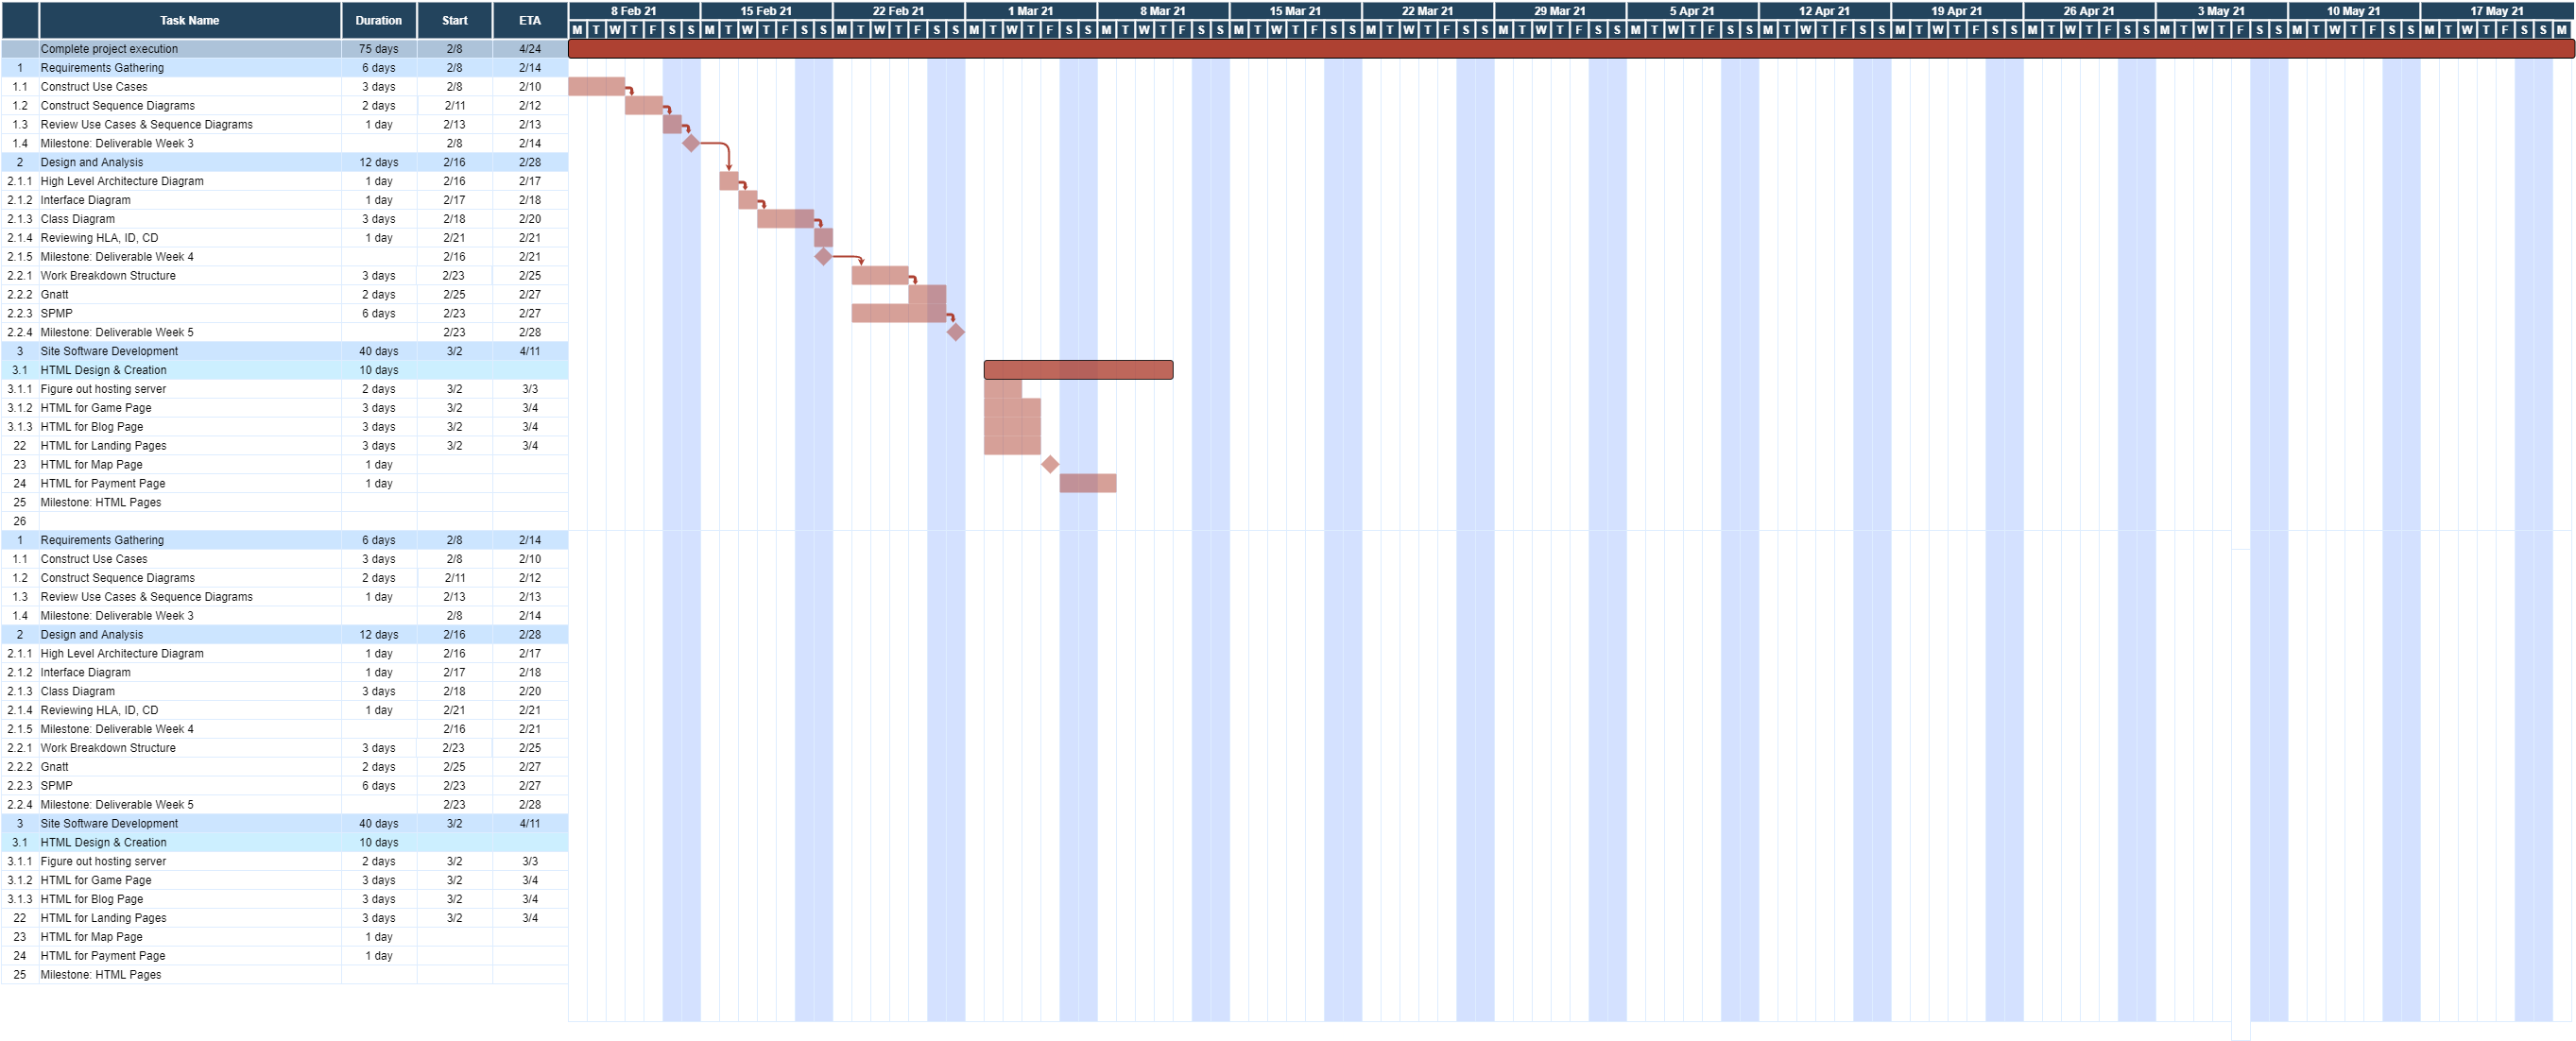 Task Name Duration Start ETA 8 Feb 21 15 Feb 21 22 Feb 21 1 Mar 21 8 Mar 21 15 Mar 21 22 Mar 21 29 Mar 21 5 Apr 21 12 Apr 21 19 Apr 21 26 Apr 21 3 May 21 10 May 21 17 May 21
M T W T F S S M T W T F S S M T W T F S S M T W T F S S M T W T F S S M T W T F S S M T W T F S S M T W T F S S M T W T F S S M T W T F S S M T W T F S S M T W T F S S M T W T F S S M T W T F S S M T W T F S S M
Complete project execution 75 days 2/8 4/24
1 Requirements Gathering 6 days 2/8 2/14
1.1 Construct Use Cases 3 days 2/8 2/10
1.2 Construct Sequence Diagrams 2 days 2/11 2/12
1.3 Review Use Cases & Sequence Diagrams 1 day 2/13 2/13
1.4 Milestone: Deliverable Week 3 2/8 2/14
2 Design and Analysis 12 days 2/16 2/28
2.1.1 High Level Architecture Diagram 1 day 2/16 2/17
2.1.2 Interface Diagram 1 day 2/17 2/18
2.1.3 Class Diagram 3 days 2/18 2/20
2.1.4 Reviewing HLA, ID, CD 1 day 2/21 2/21
2.1.5 Milestone: Deliverable Week 4 2/16 2/21
2.2.1 Work Breakdown Structure 3 days 2/23 2/25
2.2.2 Gnatt 2 days 2/25 2/27
2.2.3 SPMP 6 days 2/23 2/27
2.2.4 Milestone: Deliverable Week 5 2/23 2/28
3 Site Software Development 40 days 3/2 4/11
3.1 HTML Design & Creation 10 days
3.1.1 Figure out hosting server 2 days 3/2 3/3
3.1.2 HTML for Game Page 3 days 3/2 3/4
3.1.3 HTML for Blog Page 3 days 3/2 3/4
22 HTML for Landing Pages 3 days 3/2 3/4
23 HTML for Map Page 1 day
24 HTML for Payment Page 1 day
25 Milestone: HTML Pages
26
1 Requirements Gathering 6 days 2/8 2/14
1.1 Construct Use Cases 3 days 2/8 2/10
1.2 Construct Sequence Diagrams 2 days 2/11 2/12
1.3 Review Use Cases & Sequence Diagrams 1 day 2/13 2/13
1.4 Milestone: Deliverable Week 3 2/8 2/14
2 Design and Analysis 12 days 2/16 2/28
2.1.1 High Level Architecture Diagram 1 day 2/16 2/17
2.1.2 Interface Diagram 1 day 2/17 2/18
2.1.3 Class Diagram 3 days 2/18 2/20
2.1.4 Reviewing HLA, ID, CD 1 day 2/21 2/21
2.1.5 Milestone: Deliverable Week 4 2/16 2/21
2.2.1 Work Breakdown Structure 3 days 2/23 2/25
2.2.2 Gnatt 2 days 2/25 2/27
2.2.3 SPMP 6 days 2/23 2/27
2.2.4 Milestone: Deliverable Week 5 2/23 2/28
3 Site Software Development 40 days 3/2 4/11
3.1 HTML Design & Creation 10 days
3.1.1 Figure out hosting server 2 days 3/2 3/3
3.1.2 HTML for Game Page 3 days 3/2 3/4
3.1.3 HTML for Blog Page 3 days 3/2 3/4
22 HTML for Landing Pages 3 days 3/2 3/4
23 HTML for Map Page 1 day
24 HTML for Payment Page 1 day
25 Milestone: HTML Pages